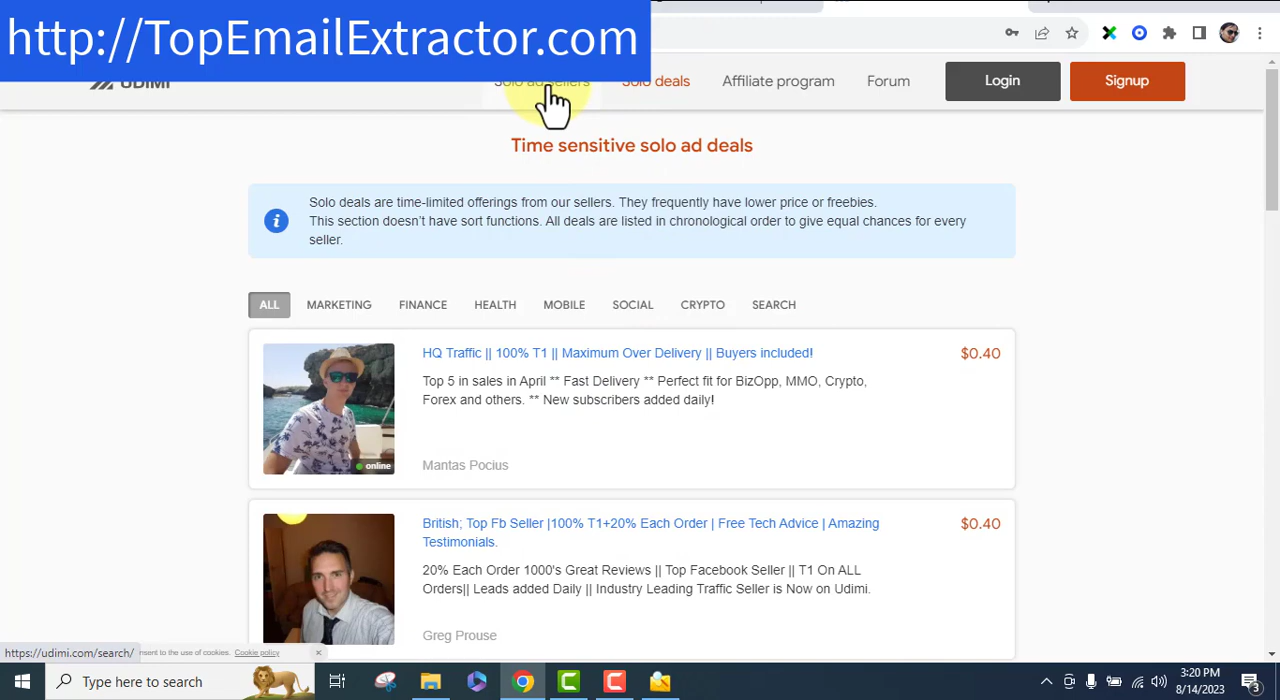 http://TopEmailExtractor.com
UDIMI
Solo ad sellers
Solo deals
Affiliate program
Forum
Login
Signup
Time sensitive solo ad deals
Solo deals are time-limited offerings from our sellers. They frequently have lower price or freebies.
This section doesn't have sort functions. All deals are listed in chronological order to give equal chances for every
seller.
ALL
MARKETING
FINANCE
HEALTH
MOBILE
SOCIAL
CRYPTO
SEARCH
HQ Traffic || 100% T1 || Maximum Over Delivery || Buyers included!
$0.40
Top 5 in sales in April ** Fast Delivery ** Perfect fit for BizOpp, MMO, Crypto,
Forex and others. ** New subscribers added daily!
online
Mantas Pocius
British; Top Fb Seller |100% T1+20% Each Order | Free Tech Advice | Amazing
Testimonials.
$0.40
20% Each Order 1000's Great Reviews || Top Facebook Seller || T1 On ALL
Orders|| Leads added Daily || Industry Leading Traffic Seller is Now on Udimi.
Greg Prouse
https://udimi.com/search/
nsent to the use of cookies. Cookie policy
Type here to search
3:20 PM
8/14/2023
3